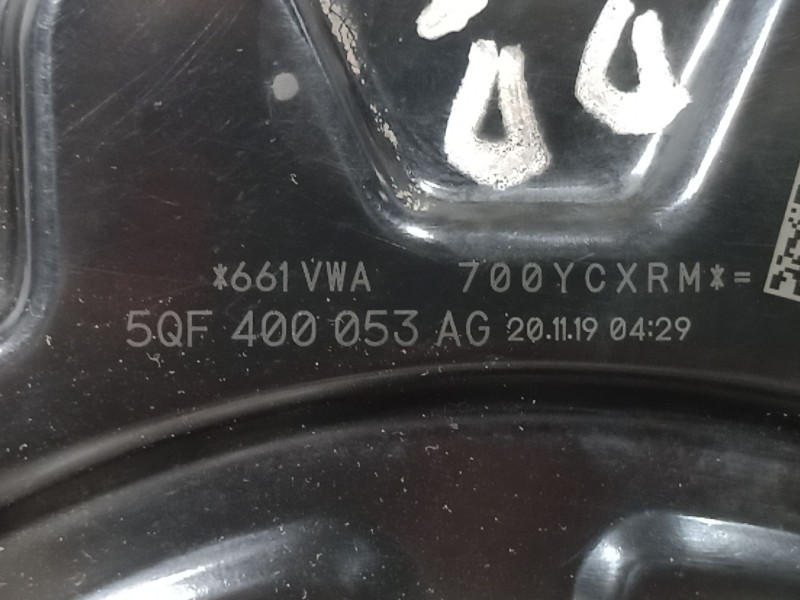 *661 VWA 700YCXRM*=
5QF 400 053 AG 20.11.19 04:29